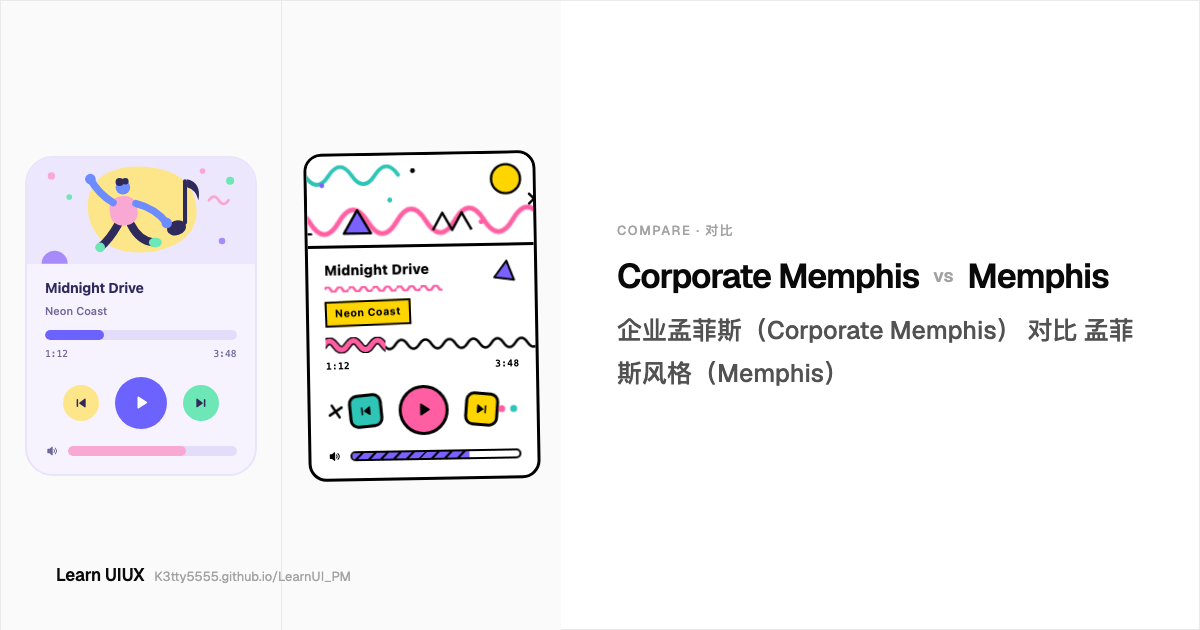 Midnight Drive
Neon Coast
1:12
3:48
Midnight Drive
Neon Coast
1:12
3:48
COMPARE · 对比
Corporate Memphis vs Memphis
企业孟菲斯（Corporate Memphis） 对比 孟菲
斯风格（Memphis）
Learn UIUX K3tty5555.github.io/LearnUI_PM